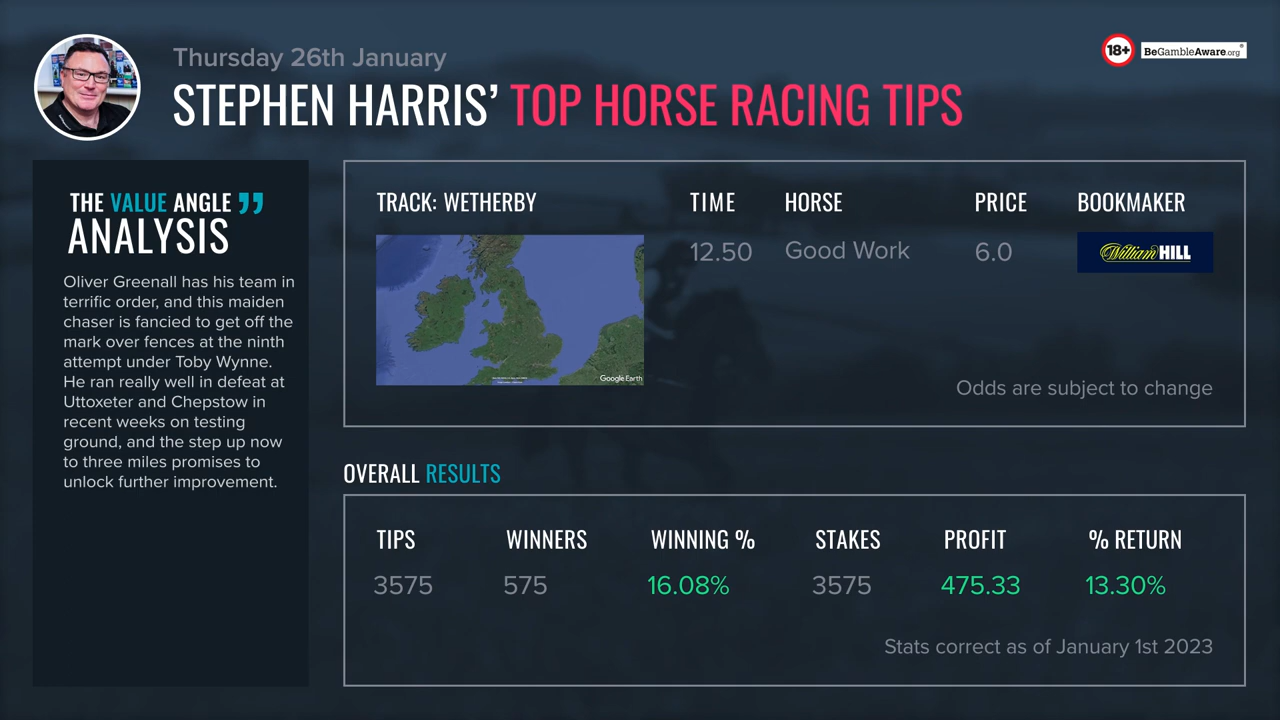 Thursday 26th January
STEPHEN HARRIS’ TOP HORSE RACING TIPS
18+
BeGambleAware.org®
THE VALUE ANGLE ”
ANALYSIS
Oliver Greenall has his team in
terrific order, and this maiden
chaser is fancied to get off the
mark over fences at the ninth
attempt under Toby Wynne.
He ran really well in defeat at
Uttoxeter and Chepstow in
recent weeks on testing
ground, and the step up now
to three miles promises to
unlock further improvement.
TRACK: WETHERBY
TIME HORSE PRICE BOOKMAKER
12.50 Good Work 6.0 William HILL
Google Earth
Odds are subject to change
OVERALL RESULTS
TIPS WINNERS WINNING % STAKES PROFIT % RETURN
3575 575 16.08% 3575 475.33 13.30%
Stats correct as of January 1st 2023